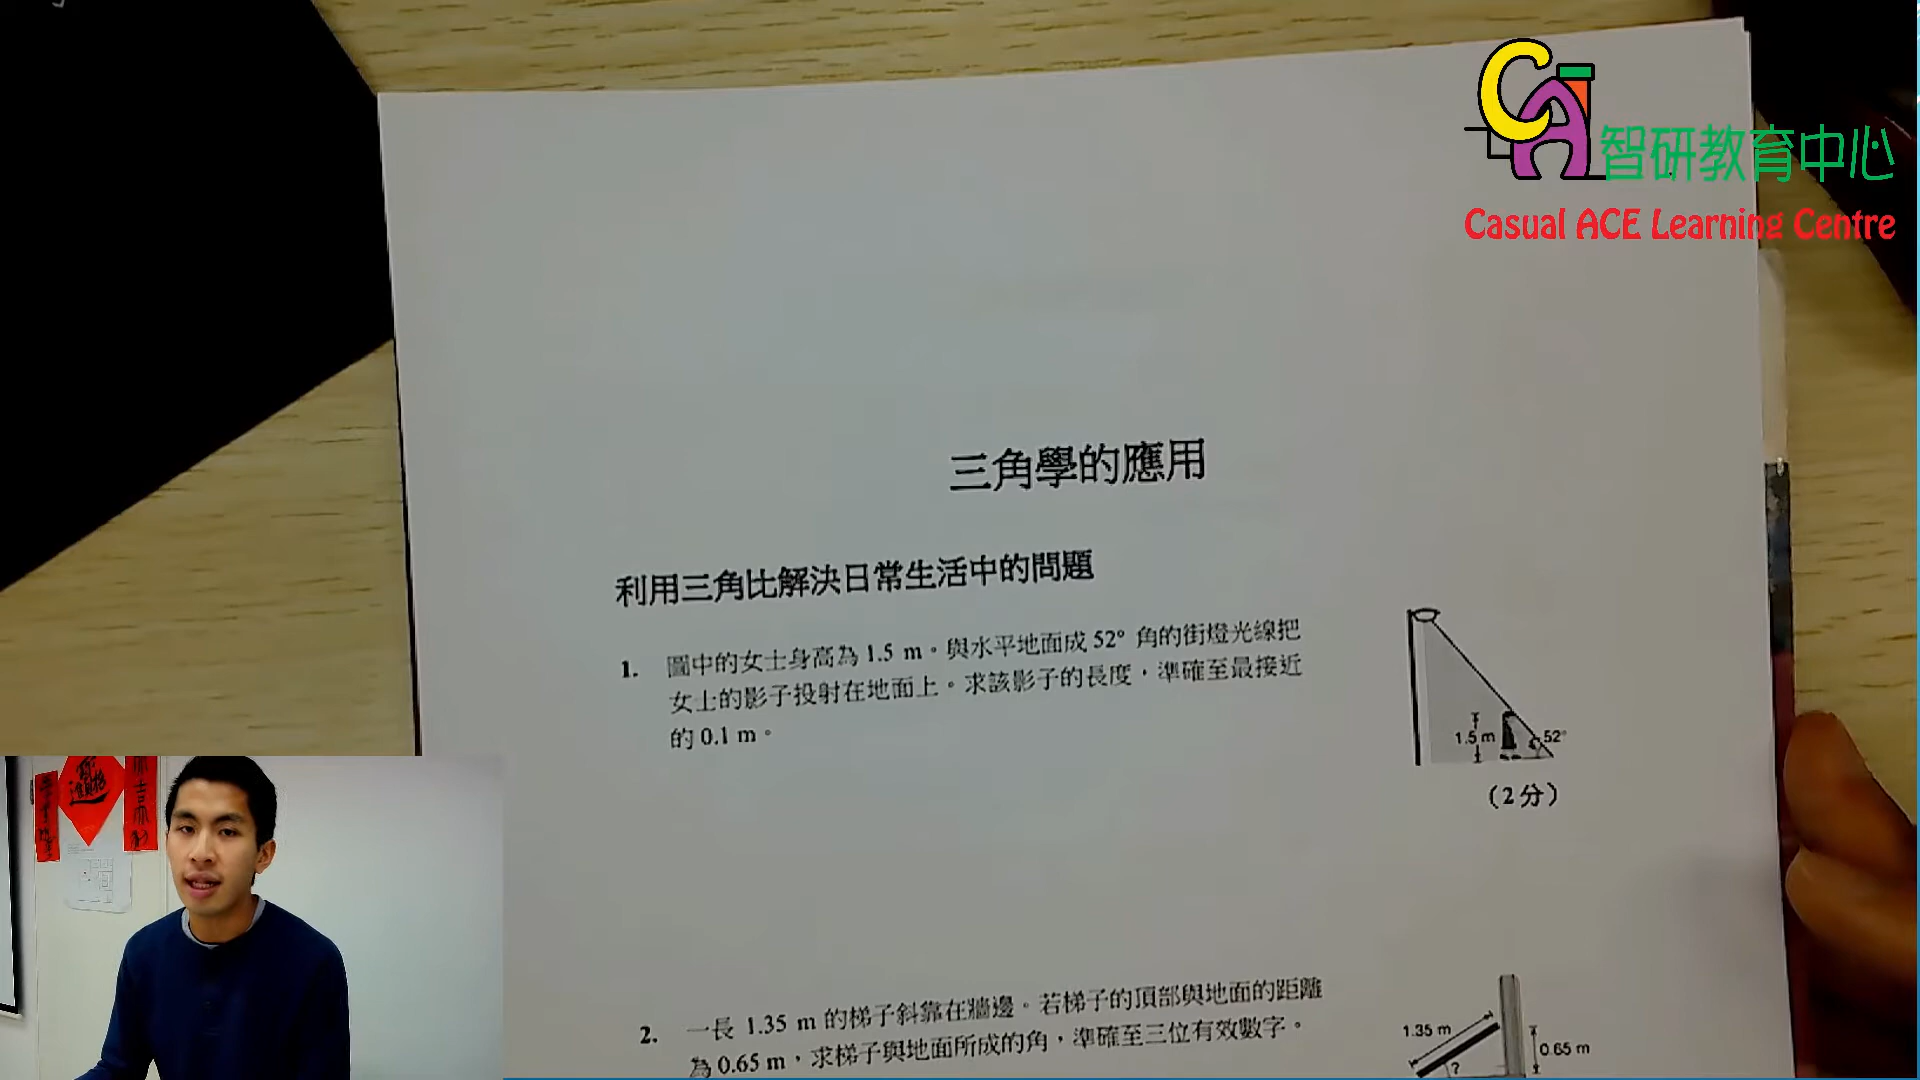 智研教育中心
Casual ACE Learning Centre
三角學的應用
利用三角比解決日常生活中的問題
1. 圖中的女士身高為 1.5 m。與水平地面成 52° 角的街燈光線把
女士的影子投射在地面上。求該影子的長度，準確至最接近
的 0.1 m。
1.5 m
52°
(2 分)
2. 一長 1.35 m 的梯子斜靠在牆邊。若梯子的頂部與地面的距離
為 0.65 m，求梯子與地面所成的角，準確至三位有效數字。
1.35 m
0.65 m
?